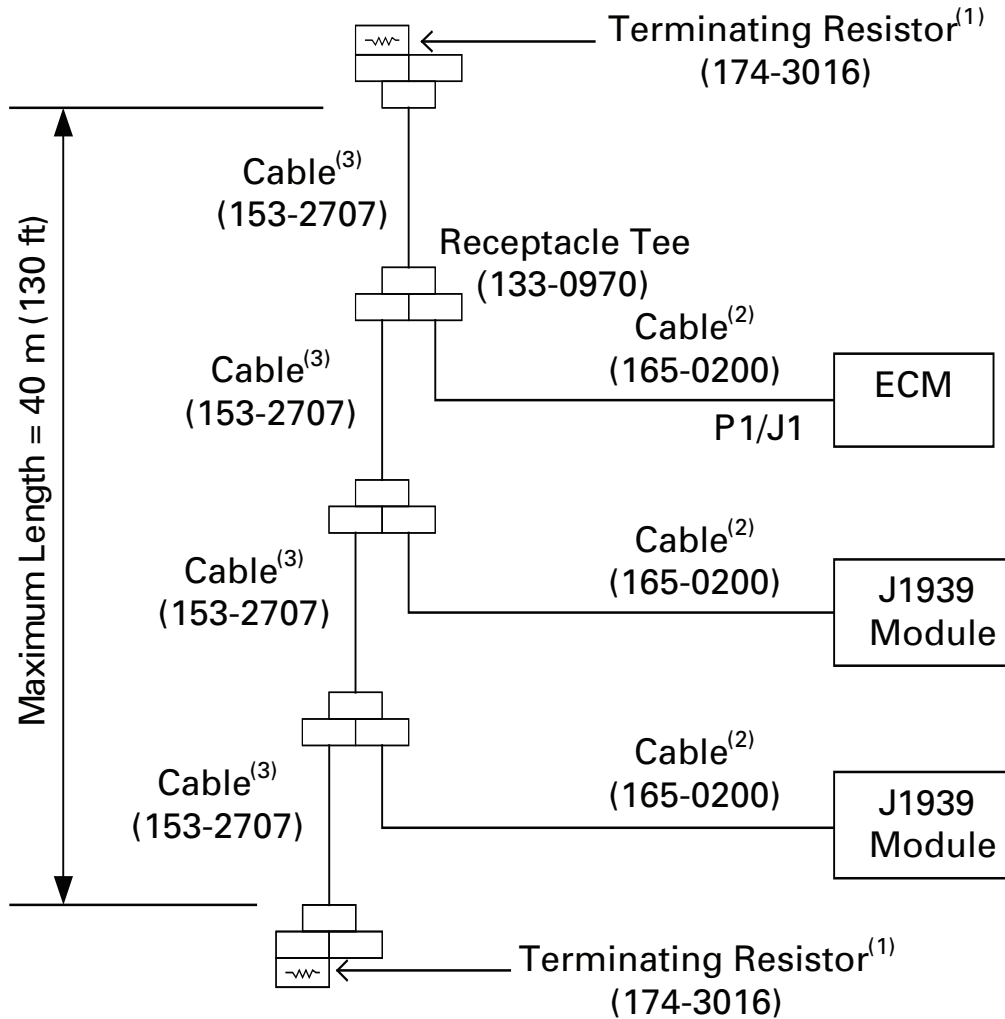 Terminating Resistor(1)
(174-3016)
Cable(3)
(153-2707)
Receptacle Tee
(133-0970)
Cable(2)
(165-0200)
ECM
P1/J1
Cable(3)
(153-2707)
Maximum Length = 40 m (130 ft)
Cable(2)
(165-0200)
J1939
Module
Cable(3)
(153-2707)
Cable(2)
(165-0200)
J1939
Module
Cable(3)
(153-2707)
Terminating Resistor(1)
(174-3016)